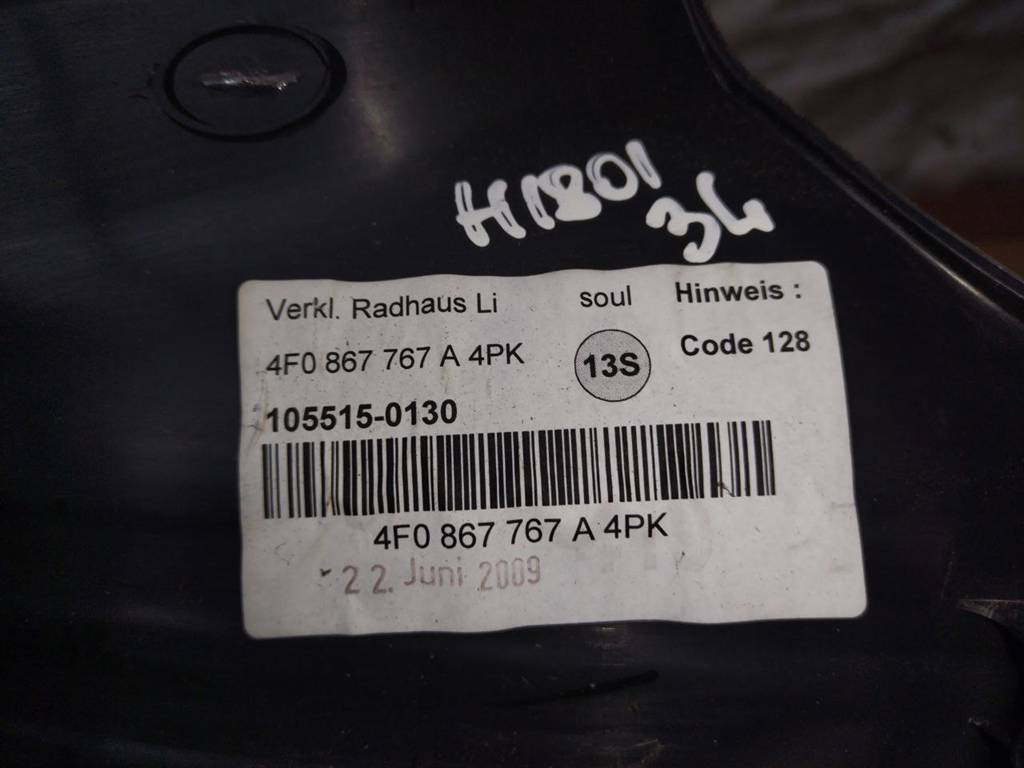 H1801
34
Verkl. Radhaus Li soul Hinweis :
4F0 867 767 A 4PK 13S Code 128
105515-0130
4F0 867 767 A 4PK
22. Juni 2009